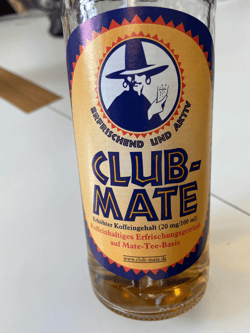 ERFRISCHEND UND AKTIV
CLUB-
MATE
Erhöhter Koffeingehalt (20 mg/100 ml)
Koffeinhaltiges Erfrischungsgetränk
auf Mate-Tee-Basis
www.club-mate.de